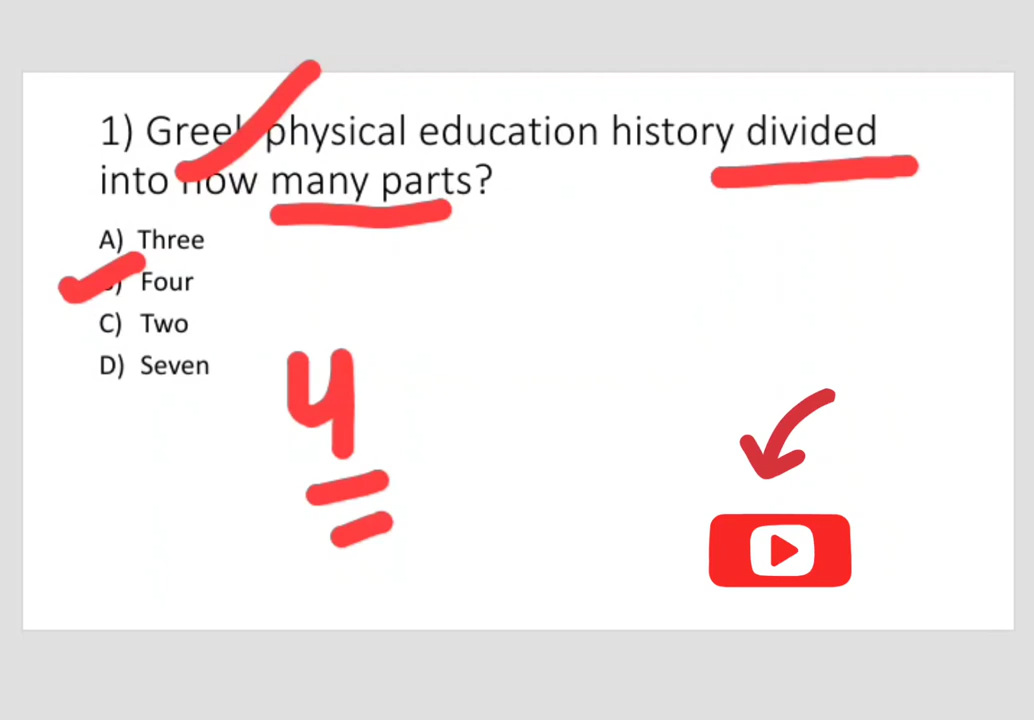 1) Greek physical education history divided
into how many parts?
A) Three
B) Four
C) Two
D) Seven
4